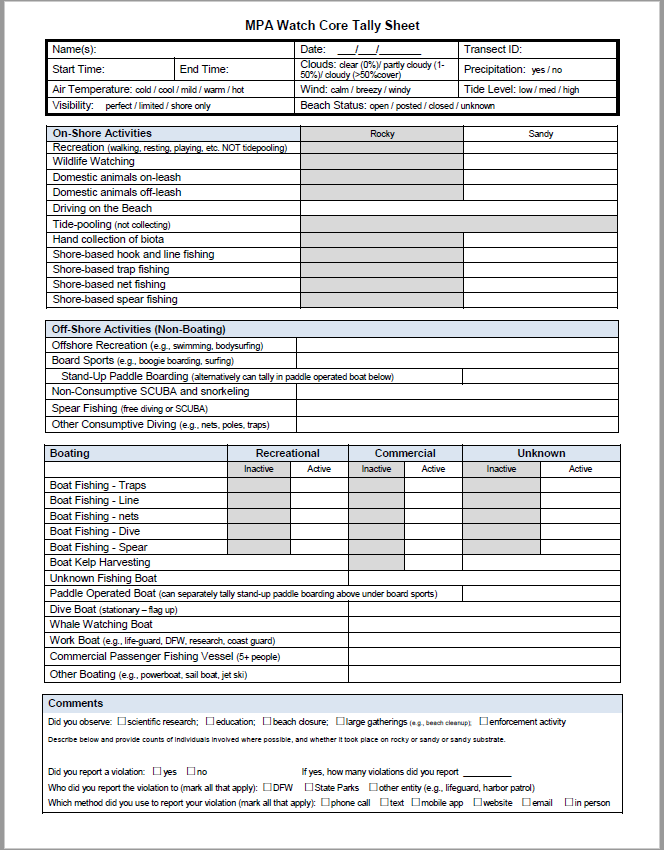 MPA Watch Core Tally Sheet
Name(s): Date: ___/___/_______ Transect ID:
Start Time: End Time: Clouds: clear (0%)/ partly cloudy (1-
50%)/ cloudy (>50%cover) Precipitation: yes / no
Air Temperature: cold / cool / mild / warm / hot Wind: calm / breezy / windy Tide Level: low / med / high
Visibility: perfect / limited / shore only Beach Status: open / posted / closed / unknown
On-Shore Activities Rocky Sandy
Recreation (walking, resting, playing, etc. NOT tidepooling)
Wildlife Watching
Domestic animals on-leash
Domestic animals off-leash
Driving on the Beach
Tide-pooling (not collecting)
Hand collection of biota
Shore-based hook and line fishing
Shore-based trap fishing
Shore-based net fishing
Shore-based spear fishing
Off-Shore Activities (Non-Boating)
Offshore Recreation (e.g., swimming, bodysurfing)
Board Sports (e.g., boogie boarding, surfing)
Stand-Up Paddle Boarding (alternatively can tally in paddle operated boat below)
Non-Consumptive SCUBA and snorkeling
Spear Fishing (free diving or SCUBA)
Other Consumptive Diving (e.g., nets, poles, traps)
Boating Recreational Commercial Unknown
Inactive Active Inactive Active Inactive Active
Boat Fishing - Traps
Boat Fishing - Line
Boat Fishing - nets
Boat Fishing - Dive
Boat Fishing - Spear
Boat Kelp Harvesting
Unknown Fishing Boat
Paddle Operated Boat (can separately tally stand-up paddle boarding above under board sports)
Dive Boat (stationary – flag up)
Whale Watching Boat
Work Boat (e.g., life-guard, DFW, research, coast guard)
Commercial Passenger Fishing Vessel (5+ people)
Other Boating (e.g., powerboat, sail boat, jet ski)
Comments
Did you observe: ☐ scientific research; ☐ education; ☐ beach closure; ☐ large gatherings (e.g., beach cleanup); ☐ enforcement activity
Describe below and provide counts of individuals involved where possible, and whether it took place on rocky or sandy or sandy substrate.
Did you report a violation: ☐ yes ☐ no If yes, how many violations did you report __________
Who did you report the violation to (mark all that apply): ☐ DFW ☐ State Parks ☐ other entity (e.g., lifeguard, harbor patrol)
Which method did you use to report your violation (mark all that apply): ☐ phone call ☐ text ☐ mobile app ☐ website ☐ email ☐ in person